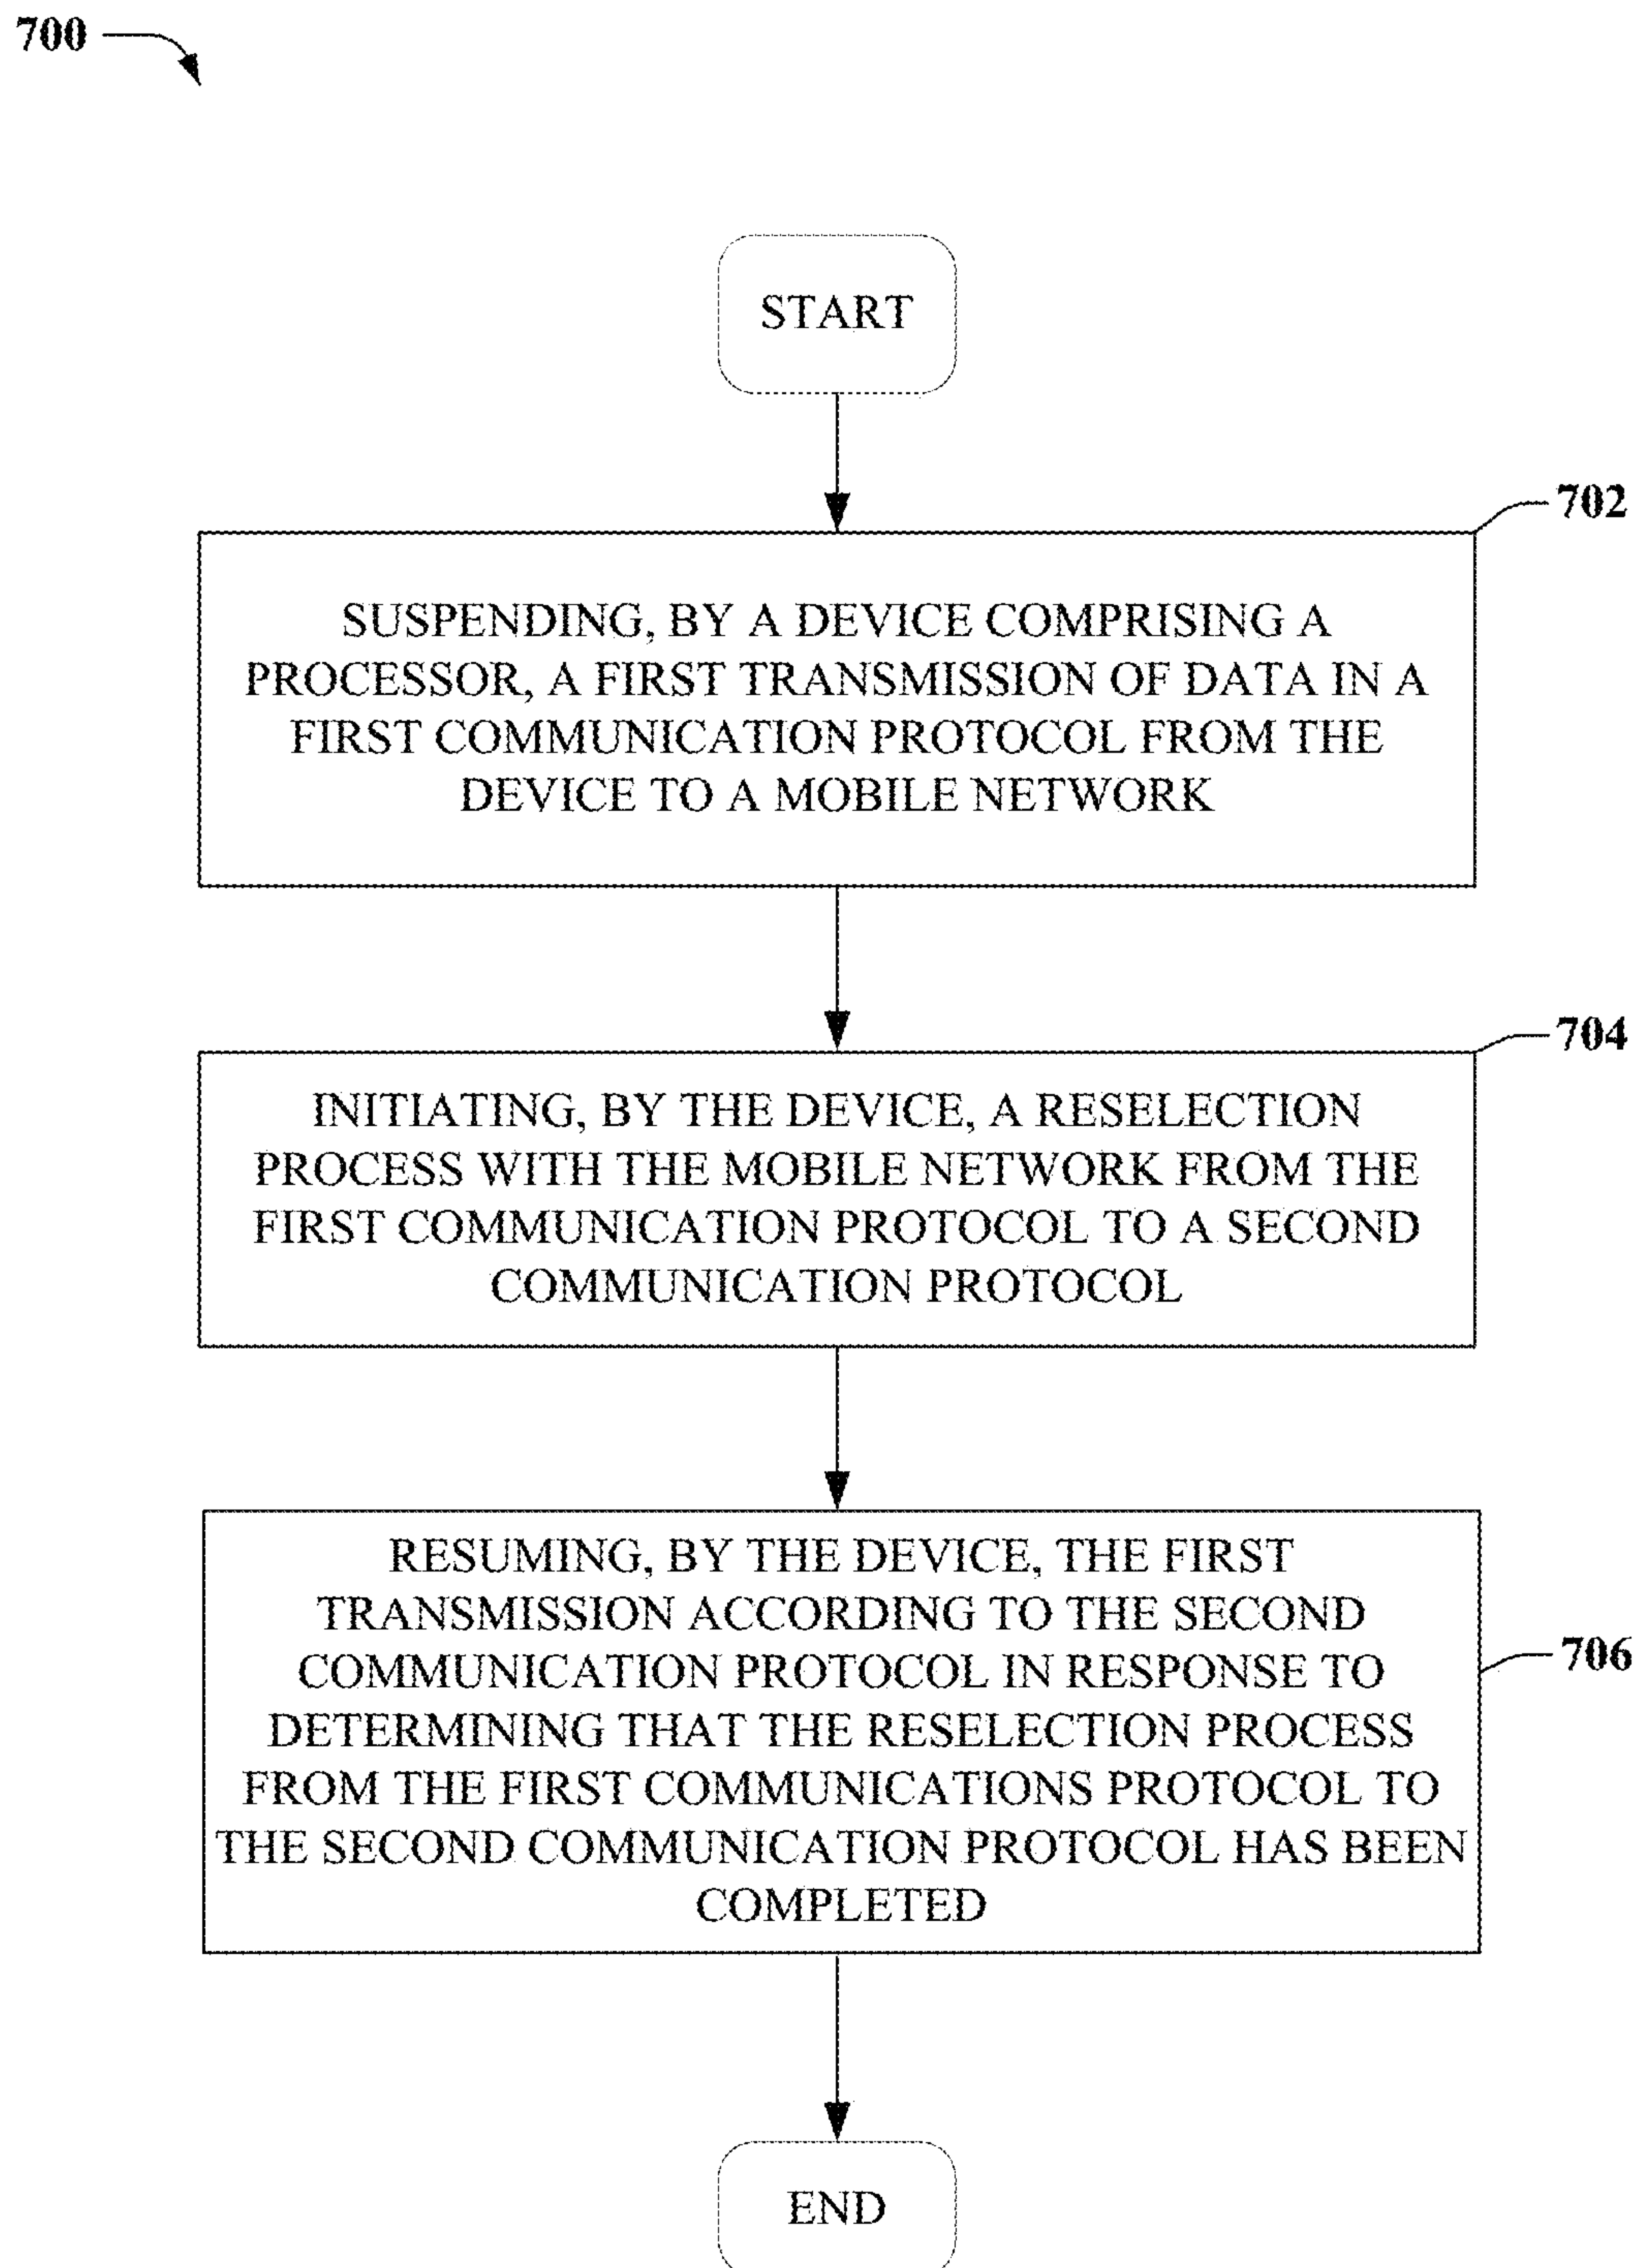 700
START
702
SUSPENDING, BY A DEVICE COMPRISING A
PROCESSOR, A FIRST TRANSMISSION OF DATA IN A
FIRST COMMUNICATION PROTOCOL FROM THE
DEVICE TO A MOBILE NETWORK
704
INITIATING, BY THE DEVICE, A RESELECTION
PROCESS WITH THE MOBILE NETWORK FROM THE
FIRST COMMUNICATION PROTOCOL TO A SECOND
COMMUNICATION PROTOCOL
RESUMING, BY THE DEVICE, THE FIRST
TRANSMISSION ACCORDING TO THE SECOND
COMMUNICATION PROTOCOL IN RESPONSE TO
706
DETERMINING THAT THE RESELECTION PROCESS
FROM THE FIRST COMMUNICATIONS PROTOCOL TO
THE SECOND COMMUNICATION PROTOCOL HAS BEEN
COMPLETED
END